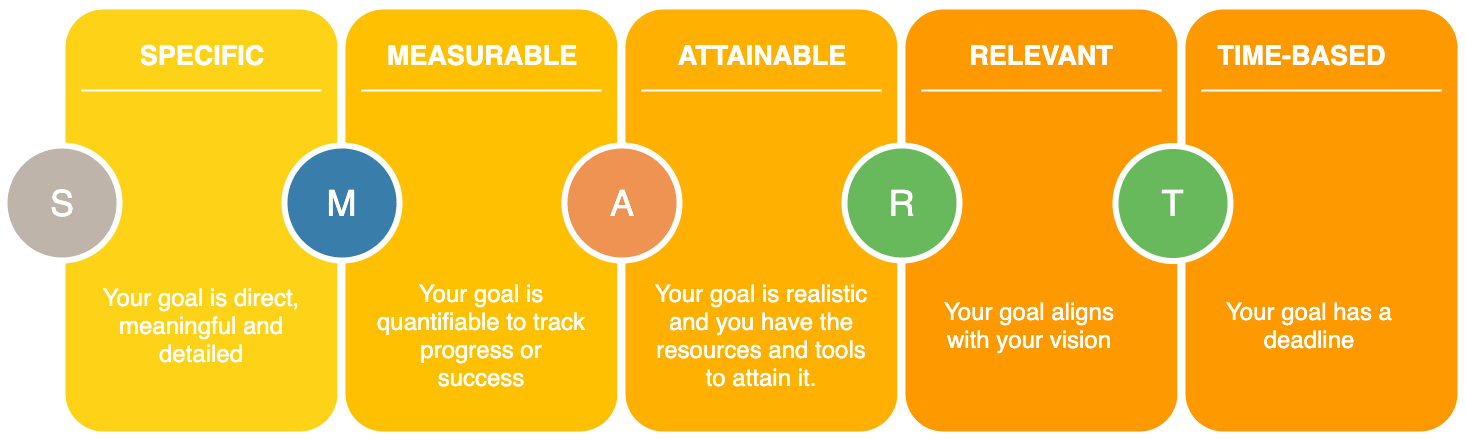 SPECIFIC
MEASURABLE
ATTAINABLE
RELEVANT
TIME-BASED
S
M
A
R
T
Your goal is direct,
meaningful and
detailed
Your goal is
quantifiable to track
progress or
success
Your goal is realistic
and you have the
resources and tools
to attain it.
Your goal aligns
with your vision
Your goal has a
deadline